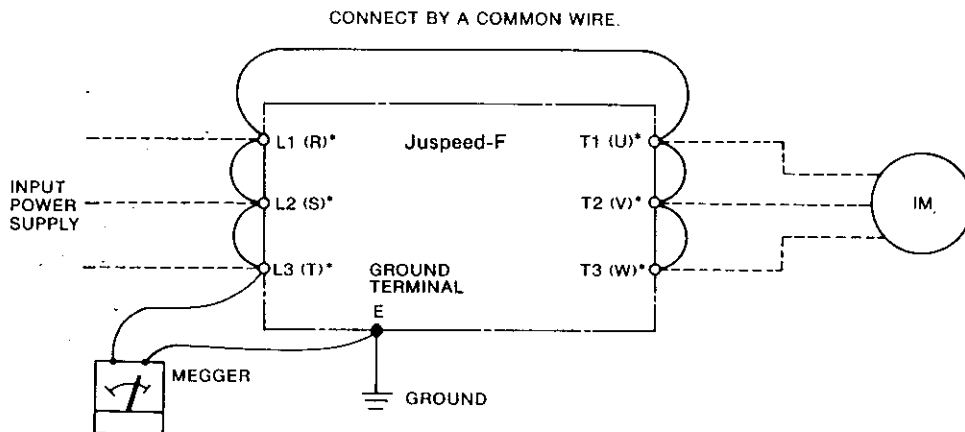 CONNECT BY A COMMON WIRE.
L1 (R)*
Juspeed-F
T1 (U)*
INPUT
POWER
SUPPLY
L2 (S)*
T2 (V)*
IM
L3 (T)*
GROUND
TERMINAL
T3 (W)*
E
MEGGER
GROUND